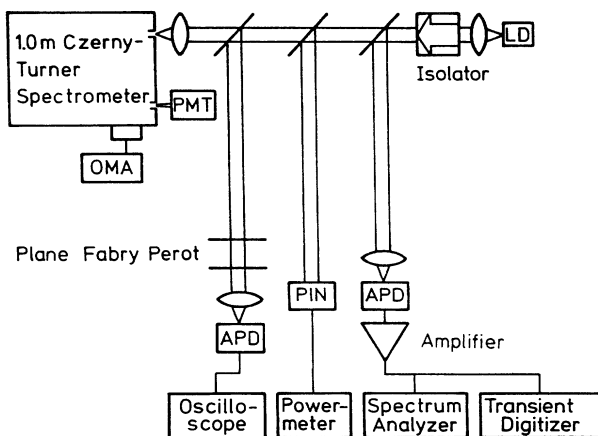 1.0m Czerny-
Turner
Spectrometer
PMT
OMA
LD
Isolator
Plane Fabry Perot
APD
PIN
APD
Amplifier
Oscillo-
scope
Power-
meter
Spectrum
Analyzer
Transient
Digitizer